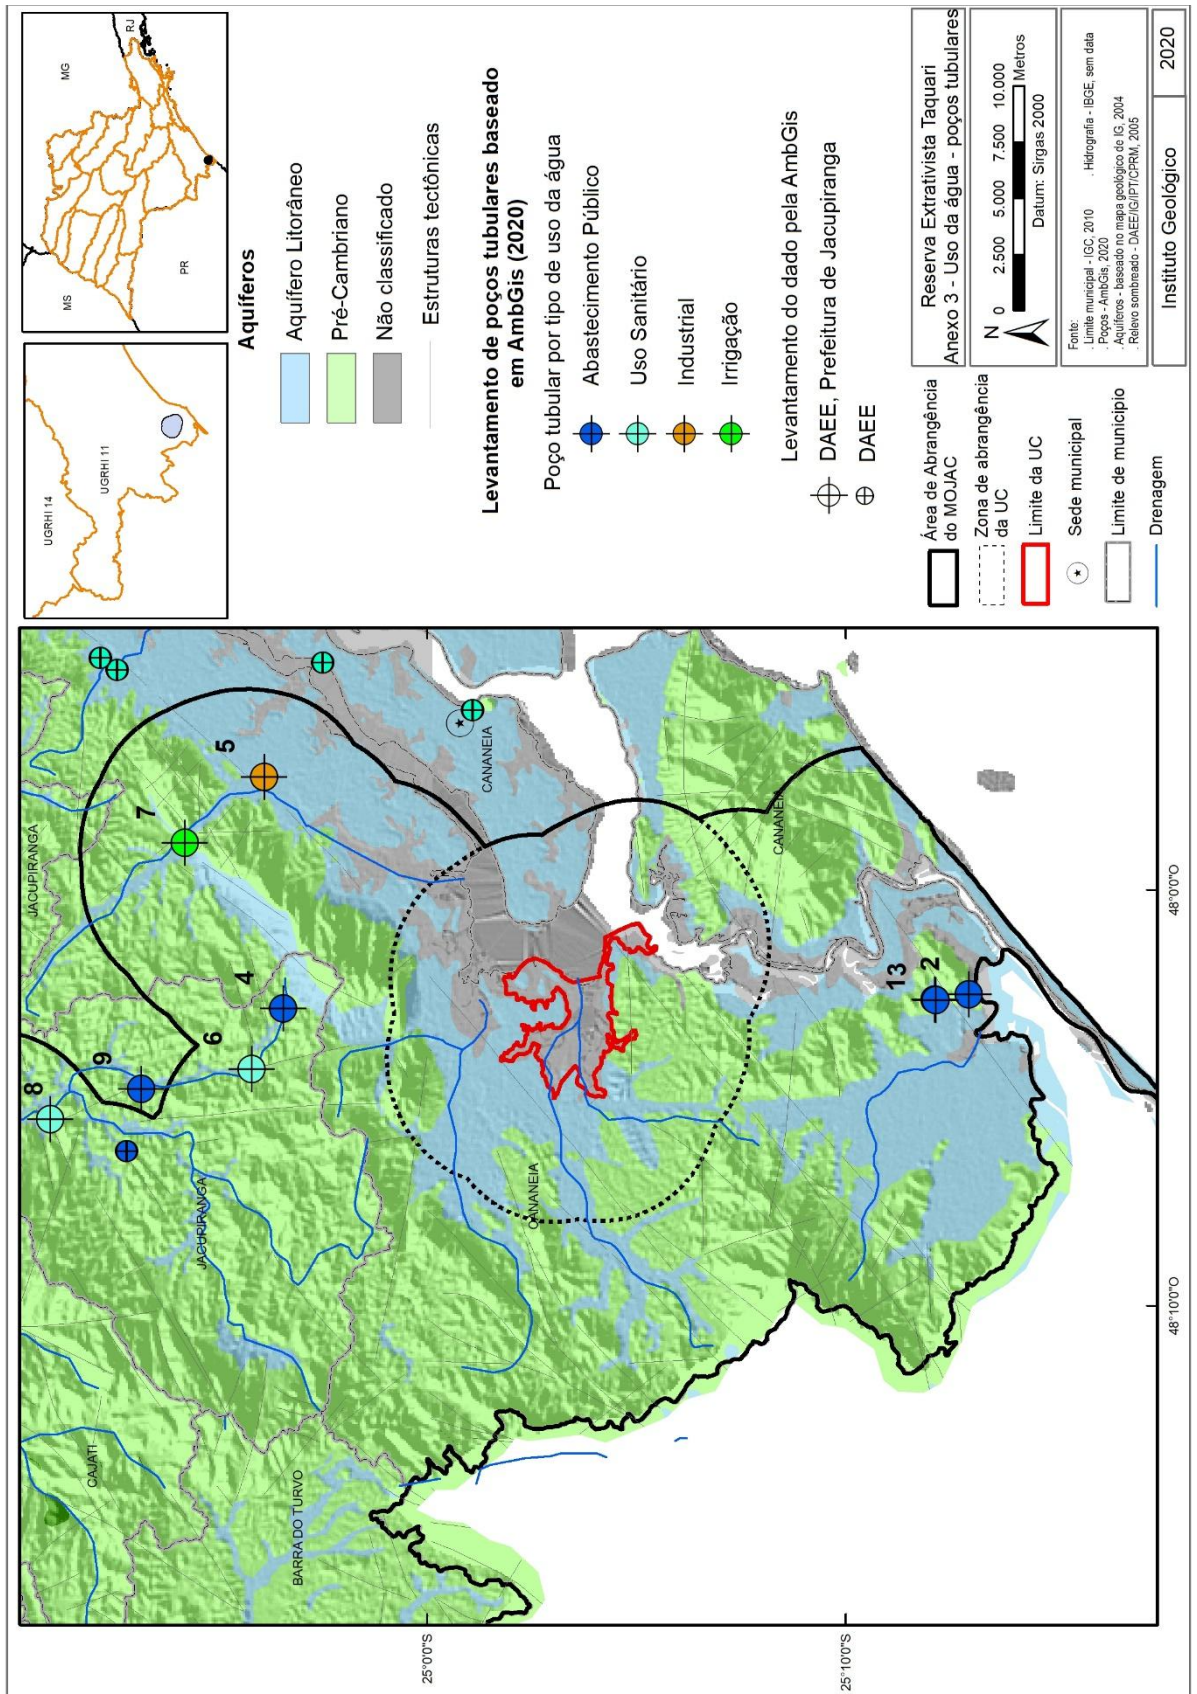 JACUPIRANGA
CAJATI
JACUPIRANGA
BARRA DO TURVO
CANANEIA
CANANEIA
CANANEIA
8
9
6
4
7
5
13
2
25°0'0"S
25°10'0"S
48°10'0"O
48°0'0"O
UGRHI 14
UGRHI 11
MS
MG
PR
RJ
Aquíferos
Aquífero Litorâneo
Pré-Cambriano
Não classificado
Estruturas tectônicas
Levantamento de poços tubulares baseado
em AmbGis (2020)
Poço tubular por tipo de uso da água
Abastecimento Público
Uso Sanitário
Industrial
Irrigação
Levantamento do dado pela AmbGis
DAEE, Prefeitura de Jacupiranga
DAEE
Área de Abrangência
do MOJAC
Zona de abrangência
da UC
Limite da UC
Sede municipal
Limite de municipio
Drenagem
Reserva Extrativista Taquari
Anexo 3 - Uso da água - poços tubulares
N
0 2.500 5.000 7.500 10.000
Metros
Datum: Sirgas 2000
Fonte:
. Limite municipal - IGC, 2010 . Hidrografia - IBGE, sem data
. Poços - AmbGis, 2020
. Aquíferos - baseado no mapa geológico de IG, 2004
. Relevo sombreado - DAEE/IG/IPT/CPRM, 2005
Instituto Geológico
2020